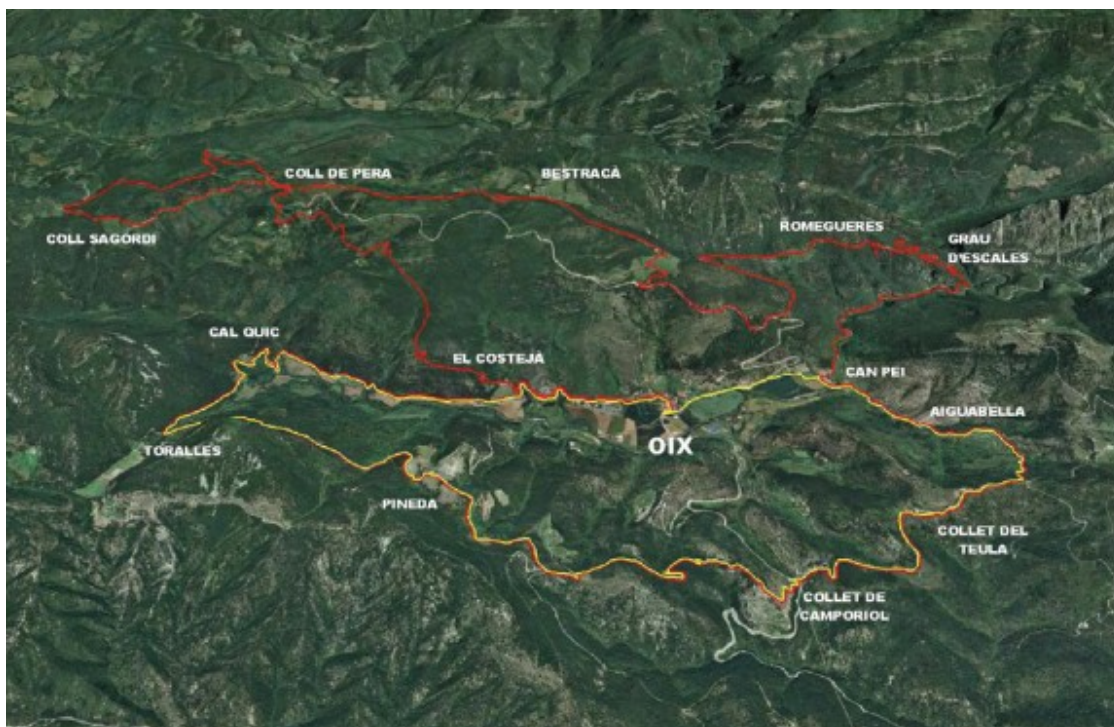 COLL DE PERA
BESTRACÀ
ROMEGUERES
COLL SAGORDI
GRAU
D'ESCALES
CAL QUIC
EL COSTEJÀ
CAN PEI
AIGUABELLA
OIX
TORALLES
PINEDA
COLLET DEL
TEULA
COLLET DE
CAMPORIOL